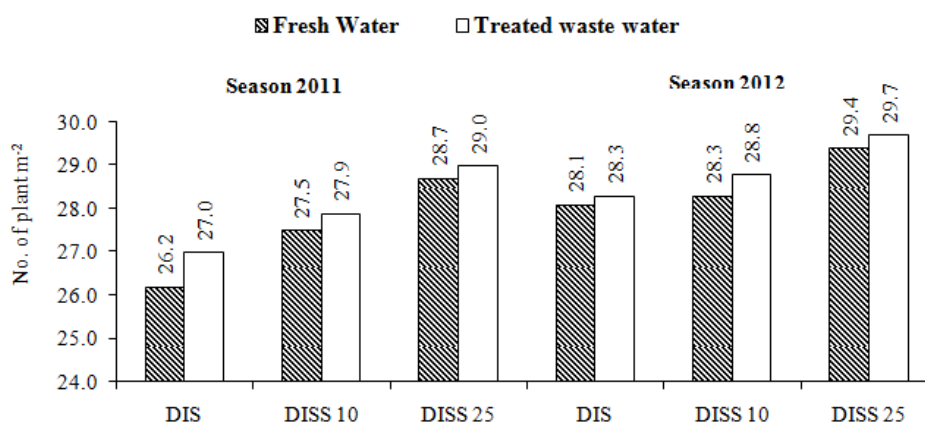 Fresh Water Treated waste water
Season 2011 Season 2012
No. of plant m-2
30.0
29.0
28.0
27.0
26.0
25.0
24.0
26.2 27.0 27.5 27.9 28.7 29.0 28.1 28.3 28.3 28.8 29.4 29.7
DIS DISS 10 DISS 25 DIS DISS 10 DISS 25